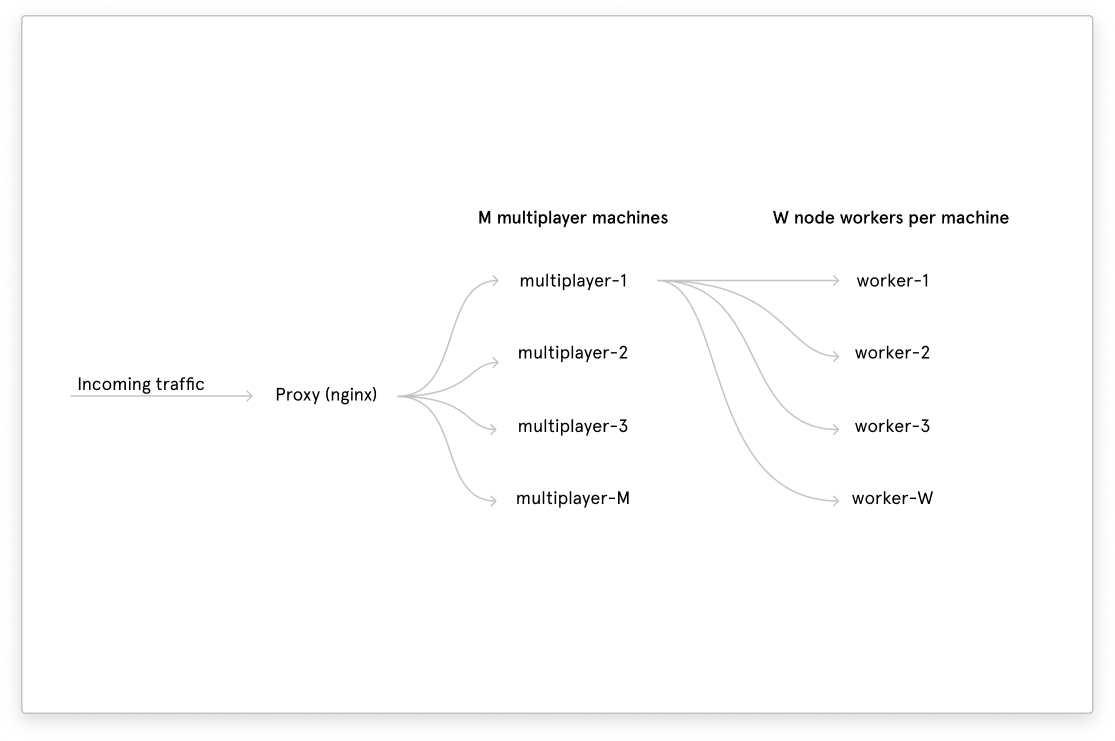 M multiplayer machines
W node workers per machine
Incoming traffic
Proxy (nginx)
multiplayer-1
multiplayer-2
multiplayer-3
multiplayer-M
worker-1
worker-2
worker-3
worker-W